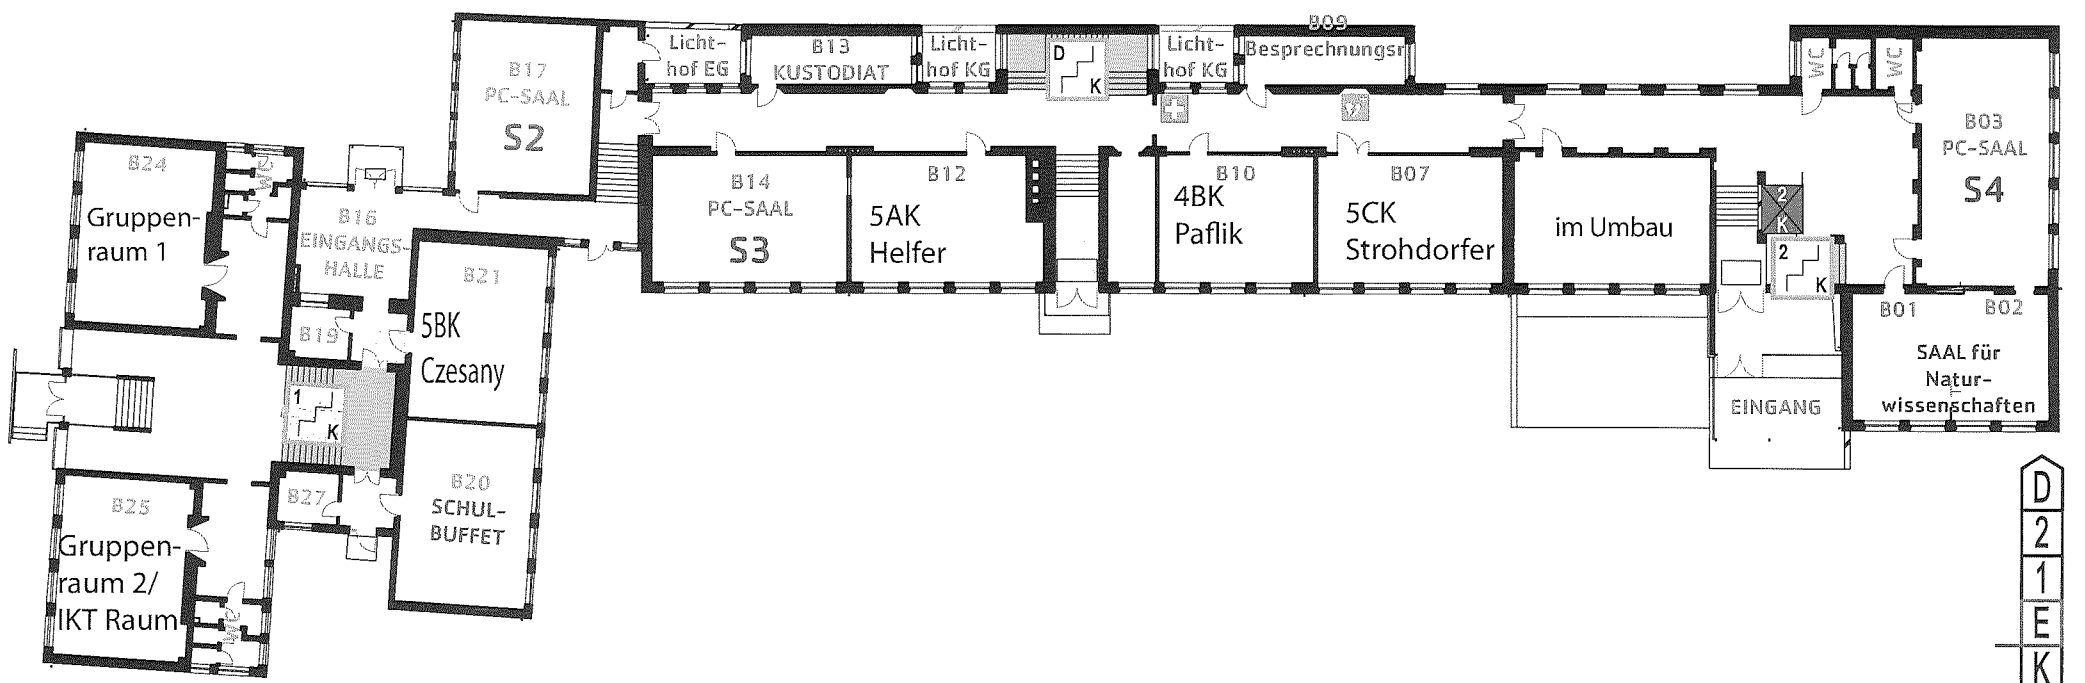 B17
PC-SAAL
S2
Licht-
hof EG
B13
KUSTODIAT
Licht-
hof KG
D
K
Licht-
hof KG
B09
Besprechnungsr
WC
WC
B03
PC-SAAL
S4
B24
Gruppen-
raum 1
WC
B16
EINGANGS-
HALLE
B14
PC-SAAL
S3
B12
5AK
Helfer
B10
4BK
Paflik
B07
5CK
Strohdorfer
im Umbau
2
K
2
K
B21
5BK
Czesany
B19
1
K
B01
B02
SAAL für
Natur-
wissenschaften
EINGANG
B25
Gruppen-
raum 2/
IKT Raum
WC
B27
B20
SCHUL-
BUFFET
D
2
1
E
K